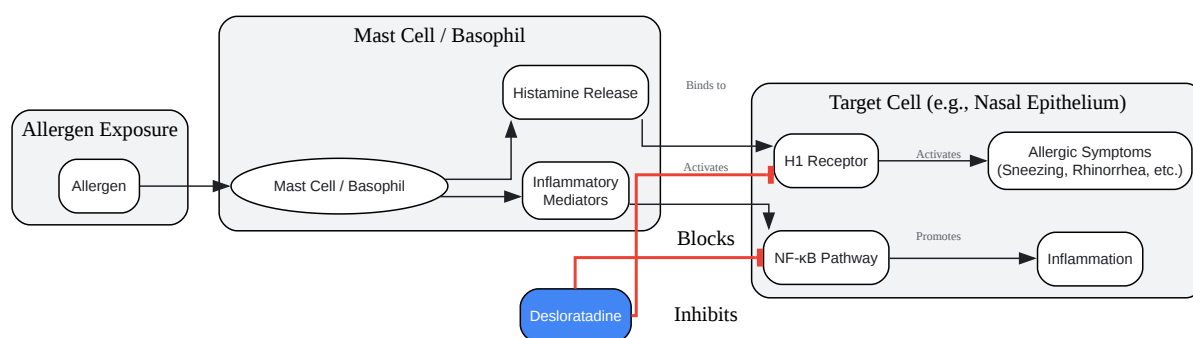 Mast Cell / Basophil
Histamine Release
Binds to
Target Cell (e.g., Nasal Epithelium)
Allergen Exposure
Allergen
Mast Cell / Basophil
Inflammatory
Mediators
Activates
H1 Receptor
Activates
Allergic Symptoms
(Sneezing, Rhinorrhea, etc.)
Blocks
NF-κB Pathway
Promotes
Inflammation
Desloratadine
Inhibits